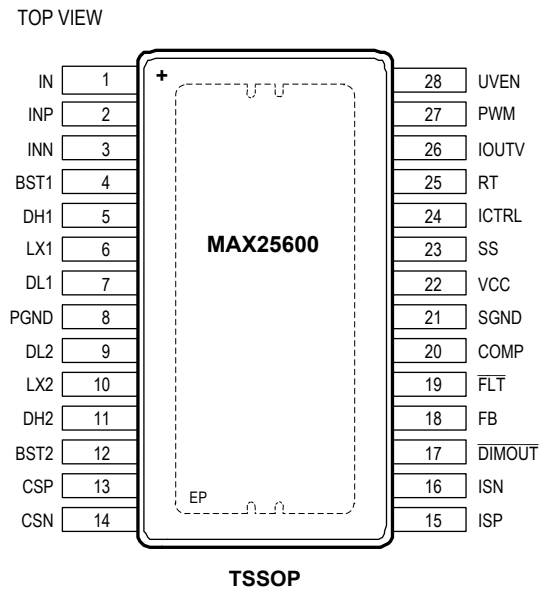 TOP VIEW
IN 1 + 28 UVEN
INP 2 27 PWM
INN 3 26 IOUTV
BST1 4 25 RT
DH1 5 24 ICTRL
LX1 6 MAX25600 23 SS
DL1 7 22 VCC
PGND 8 21 SGND
DL2 9 20 COMP
LX2 10 19 F̅L̅T̅
DH2 11 18 FB
BST2 12 17 D̅I̅M̅O̅U̅T̅
CSP 13 EP 16 ISN
CSN 14 15 ISP
TSSOP